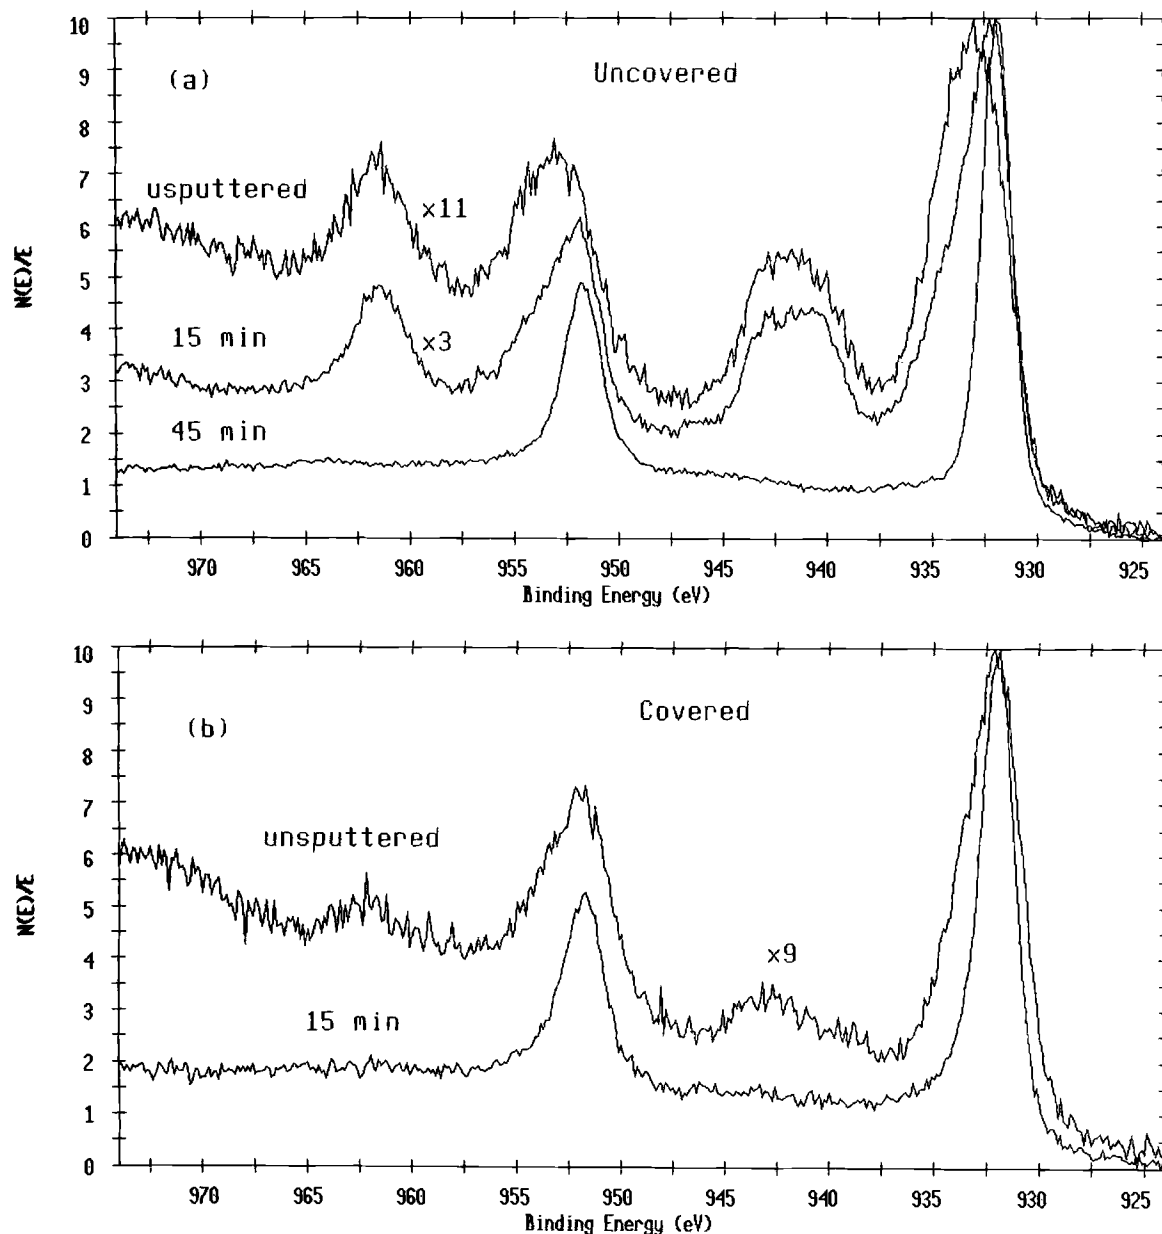 10
9
8
7
6
5
4
3
2
1
0
N(E)/E
(a)
Uncovered
usputtered
×11
15 min
×3
45 min
970 965 960 955 950 945 940 935 930 925
Binding Energy (eV)
10
9
8
7
6
5
4
3
2
1
0
N(E)/E
(b)
Covered
unsputtered
×9
15 min
970 965 960 955 950 945 940 935 930 925
Binding Energy (eV)